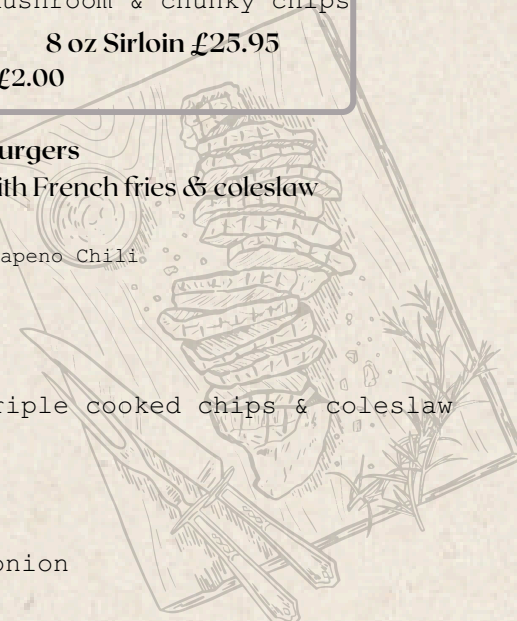 ushroom & chunky chips
8 oz Sirloin £25.95
£2.00
urgers
ith French fries & coleslaw
apeno Chili
riple cooked chips & coleslaw
onion